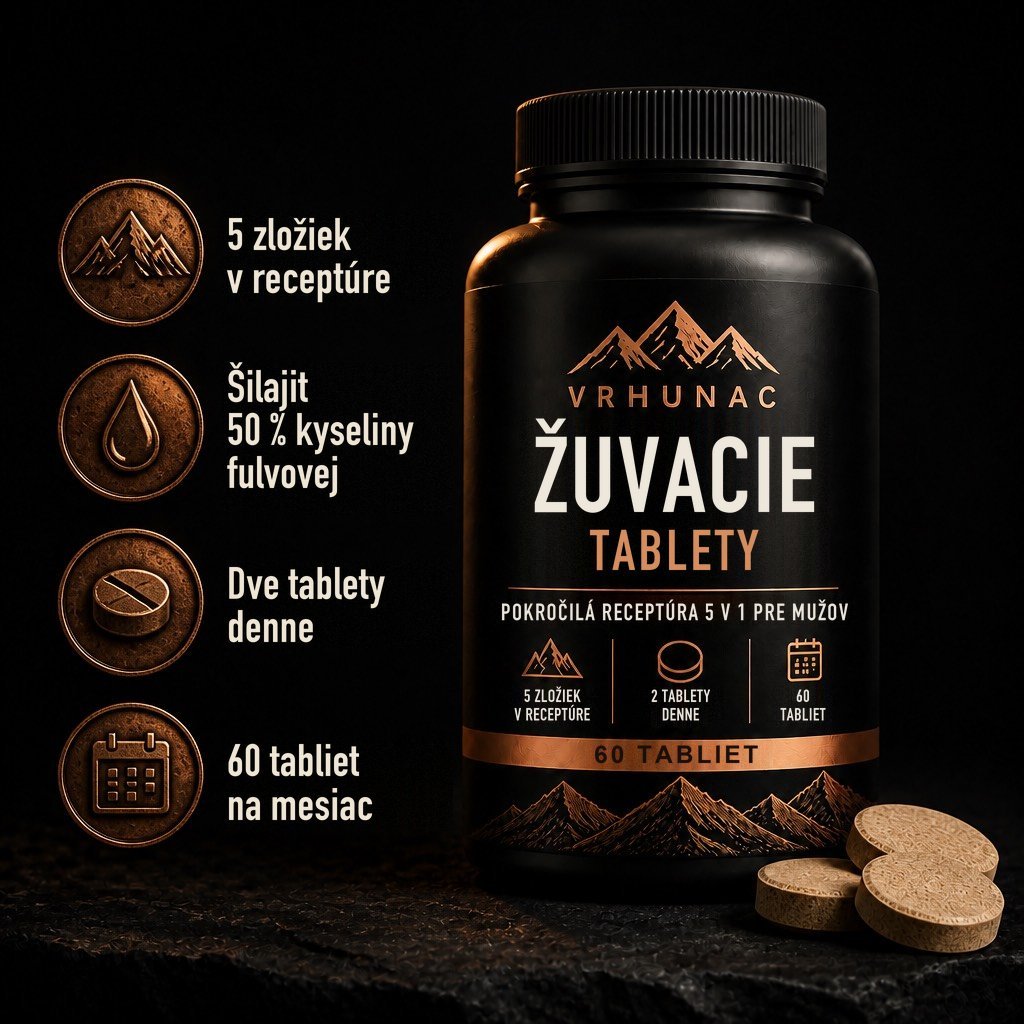 5 zložiek
v receptúre
Šilajit
50 % kyseliny
fulvovej
Dve tablety
denne
60 tabliet
na mesiac
VRHUNAC
ŽUVACIE
TABLETY
POKROČILÁ RECEPTÚRA 5 V 1 PRE MUŽOV
5 ZLOŽIEK
V RECEPTÚRE
2 TABLETY
DENNE
60
TABLIET
60 TABLIET